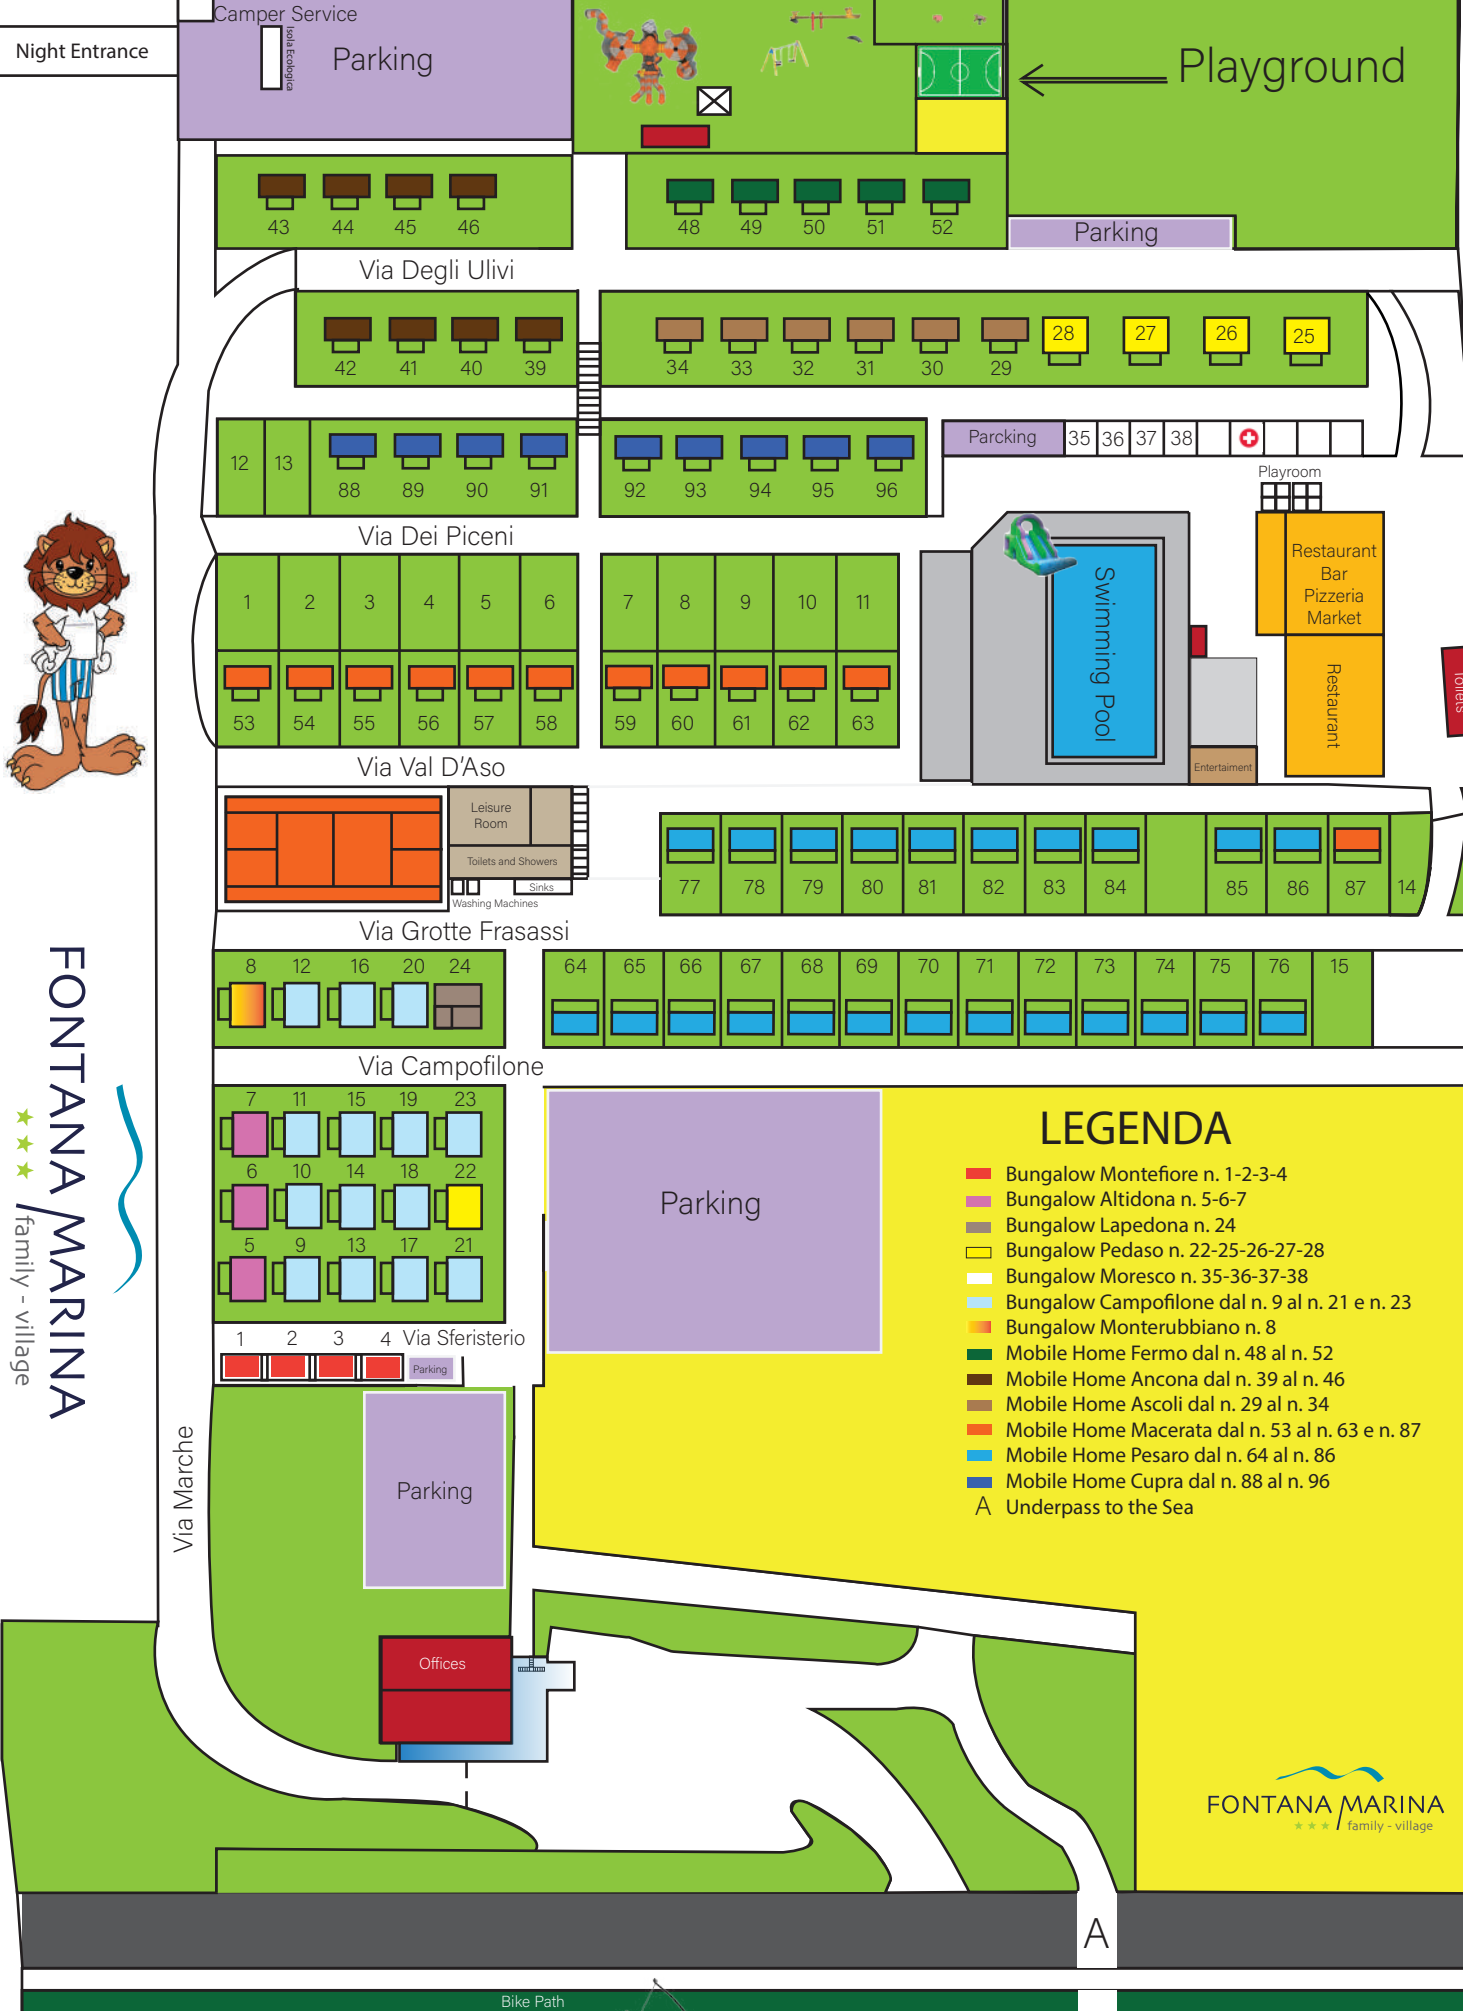 Camper Service
Night Entrance
Isola Ecologica
Parking
Playground
43 44 45 46
48 49 50 51 52
Parking
Via Degli Ulivi
42 41 40 39
34 33 32 31 30 29 28 27 26 25
12 13 88 89 90 91
92 93 94 95 96
Parcking 35 36 37 38
Playroom
Via Dei Piceni
1 2 3 4 5 6
7 8 9 10 11
Swimming Pool
Restaurant
Bar
Pizzeria
Market
Restaurant
Toilets
53 54 55 56 57 58
59 60 61 62 63
Entertaiment
Via Val D'Aso
Leisure
Room
Toilets and Showers
Sinks
Washing Machines
77 78 79 80 81 82 83 84 85 86 87 14
Via Grotte Frasassi
8 12 16 20 24
64 65 66 67 68 69 70 71 72 73 74 75 76 15
Via Campofilone
7 11 15 19 23
6 10 14 18 22
5 9 13 17 21
1 2 3 4 Via Sferisterio
Parking
Parking
Parking
Via Marche
FONTANA MARINA
family - village
LEGENDA
Bungalow Montefiore n. 1-2-3-4
Bungalow Altidona n. 5-6-7
Bungalow Lapedona n. 24
Bungalow Pedaso n. 22-25-26-27-28
Bungalow Moresco n. 35-36-37-38
Bungalow Campofilone dal n. 9 al n. 21 e n. 23
Bungalow Monterubbiano n. 8
Mobile Home Fermo dal n. 48 al n. 52
Mobile Home Ancona dal n. 39 al n. 46
Mobile Home Ascoli dal n. 29 al n. 34
Mobile Home Macerata dal n. 53 al n. 63 e n. 87
Mobile Home Pesaro dal n. 64 al n. 86
Mobile Home Cupra dal n. 88 al n. 96
A Underpass to the Sea
Offices
FONTANA MARINA
family - village
A
Bike Path